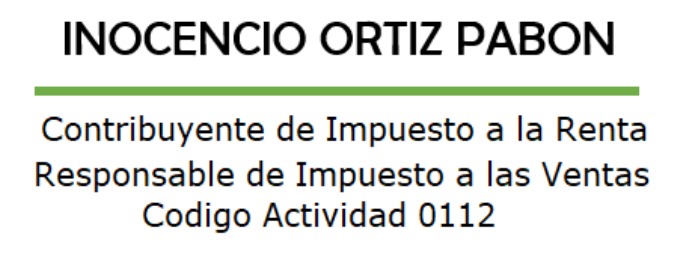 INOCENCIO ORTIZ PABON
Contribuyente de Impuesto a la Renta
Responsable de Impuesto a las Ventas
Codigo Actividad 0112